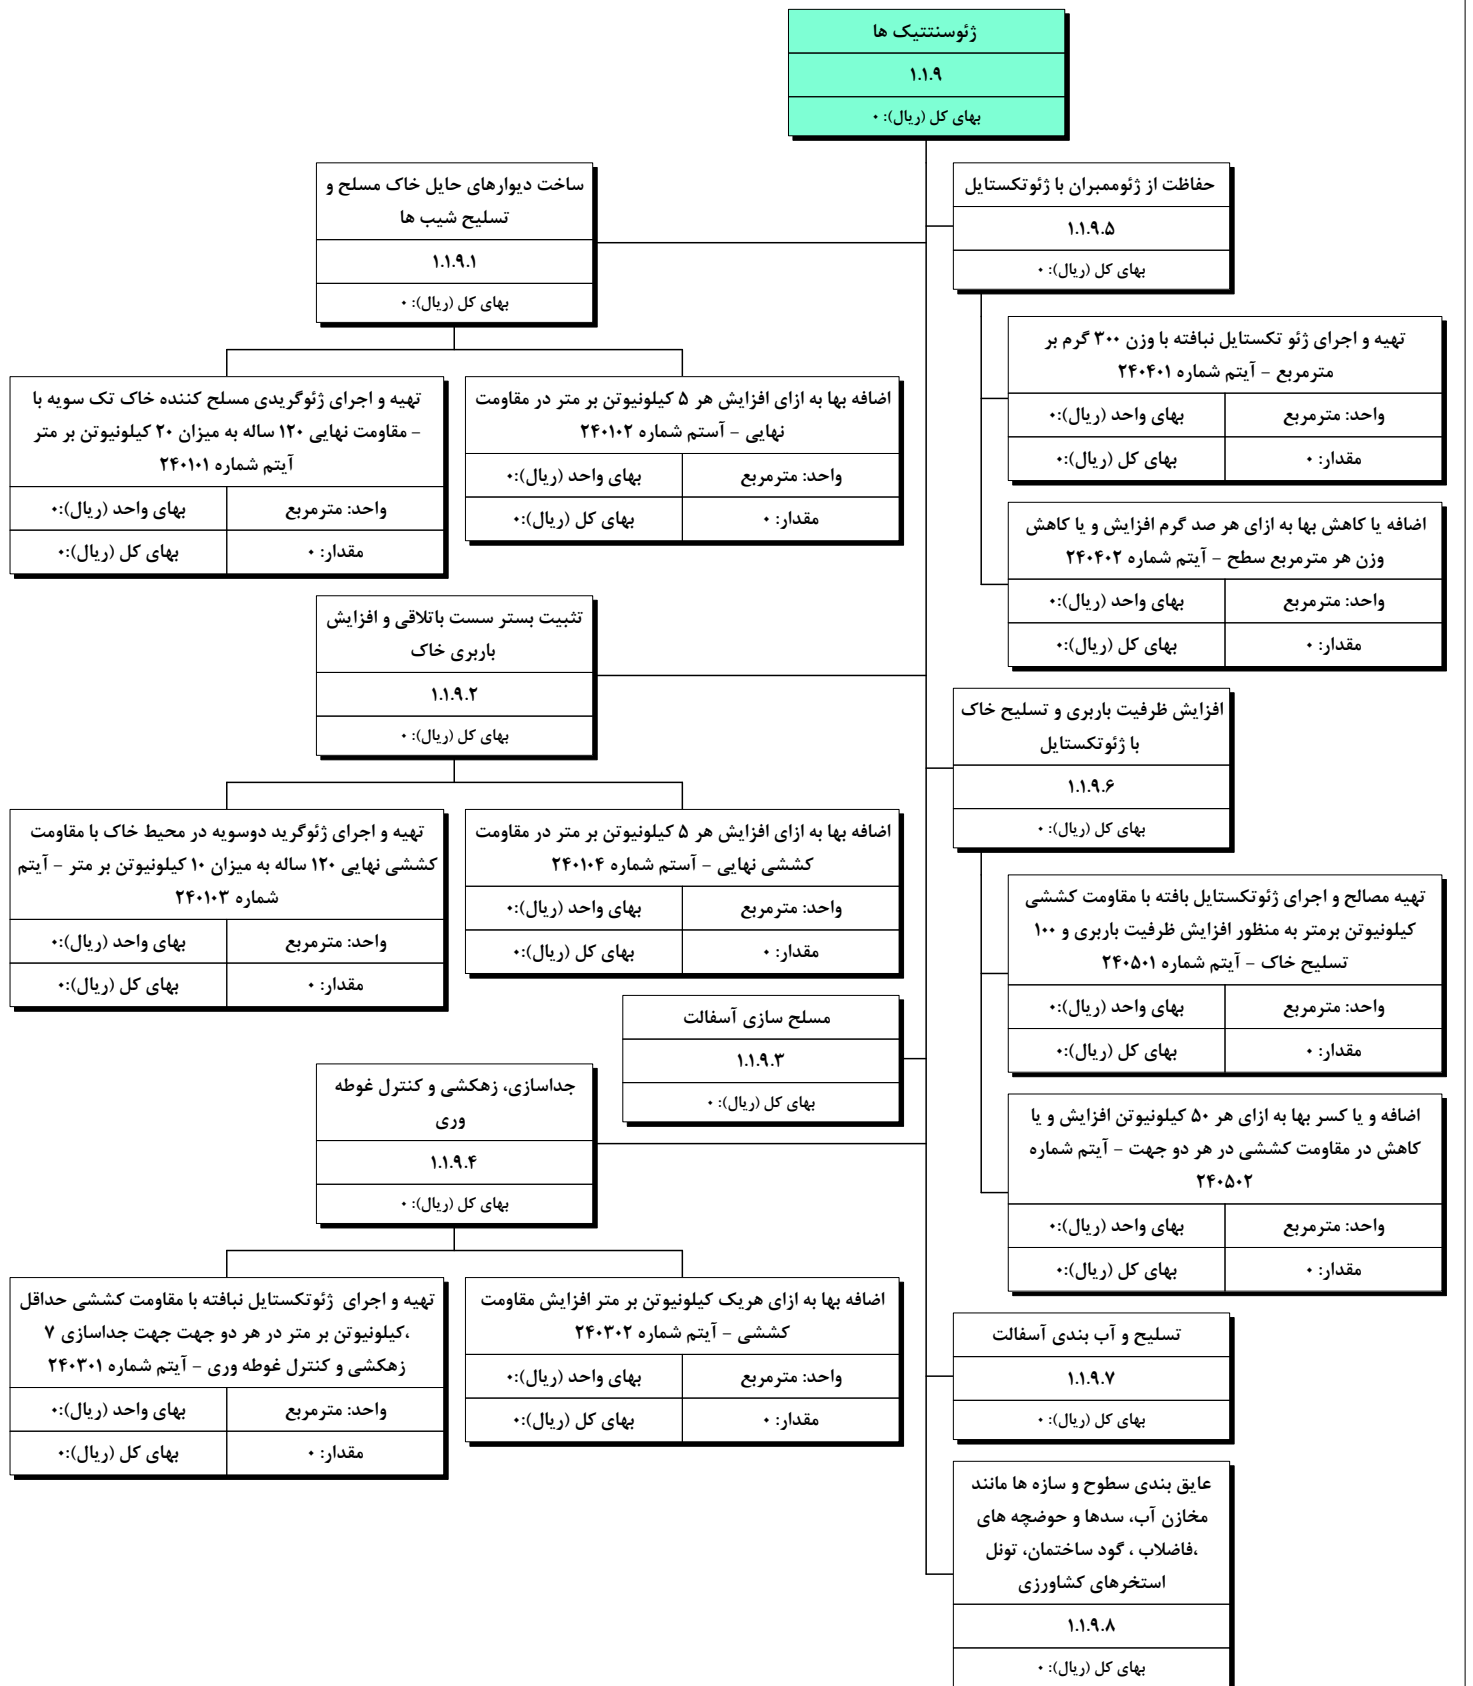 ژئوسنتتیک ها
۱.۱.۹
بهای کل (ریال): ۰
ساخت دیوارهای حایل خاک مسلح و
تسلیح شیب ها
۱.۱.۹.۱
بهای کل (ریال): ۰
تهیه و اجرای ژئوگریدی مسلح کننده خاک تک سویه با
مقاومت نهایی ۱۲۰ ساله به میزان ۲۰ کیلونیوتن بر متر –
آیتم شماره ۲۴۰۱۰۱
واحد: مترمربع
بهای واحد (ریال):۰
مقدار: ۰
بهای کل (ریال):۰
اضافه بها به ازای افزایش هر ۵ کیلونیوتن بر متر در مقاومت
نهایی – آستم شماره ۲۴۰۱۰۲
واحد: مترمربع
بهای واحد (ریال):۰
مقدار: ۰
بهای کل (ریال):۰
تثبیت بستر سست باتلاقی و افزایش
باربری خاک
۱.۱.۹.۲
بهای کل (ریال): ۰
تهیه و اجرای ژئوگرید دوسویه در محیط خاک با مقاومت
کششی نهایی ۱۲۰ ساله به میزان ۱۰ کیلونیوتن بر متر – آیتم
شماره ۲۴۰۱۰۳
واحد: مترمربع
بهای واحد (ریال):۰
مقدار: ۰
بهای کل (ریال):۰
اضافه بها به ازای افزایش هر ۵ کیلونیوتن بر متر در مقاومت
کششی نهایی – آستم شماره ۲۴۰۱۰۴
واحد: مترمربع
بهای واحد (ریال):۰
مقدار: ۰
بهای کل (ریال):۰
مسلح سازی آسفالت
۱.۱.۹.۳
بهای کل (ریال): ۰
جداسازی، زهکشی و کنترل غوطه
وری
۱.۱.۹.۴
بهای کل (ریال): ۰
تهیه و اجرای ژئوتکستایل نبافته با مقاومت کششی حداقل
۷ کیلونیوتن بر متر در هر دو جهت جهت جداسازی،
زهکشی و کنترل غوطه وری – آیتم شماره ۲۴۰۳۰۱
واحد: مترمربع
بهای واحد (ریال):۰
مقدار: ۰
بهای کل (ریال):۰
اضافه بها به ازای هریک کیلونیوتن بر متر افزایش مقاومت
کششی – آیتم شماره ۲۴۰۳۰۲
واحد: مترمربع
بهای واحد (ریال):۰
مقدار: ۰
بهای کل (ریال):۰
حفاظت از ژئوممبران با ژئوتکستایل
۱.۱.۹.۵
بهای کل (ریال): ۰
تهیه و اجرای ژئو تکستایل نبافته با وزن ۳۰۰ گرم بر
مترمربع – آیتم شماره ۲۴۰۴۰۱
واحد: مترمربع
بهای واحد (ریال):۰
مقدار: ۰
بهای کل (ریال):۰
اضافه یا کاهش بها به ازای هر صد گرم افزایش و یا کاهش
وزن هر مترمربع سطح – آیتم شماره ۲۴۰۴۰۲
واحد: مترمربع
بهای واحد (ریال):۰
مقدار: ۰
بهای کل (ریال):۰
افزایش ظرفیت باربری و تسلیح خاک
با ژئوتکستایل
۱.۱.۹.۶
بهای کل (ریال): ۰
تهیه مصالح و اجرای ژئوتکستایل بافته با مقاومت کششی
۱۰۰ کیلونیوتن برمتر به منظور افزایش ظرفیت باربری و
تسلیح خاک – آیتم شماره ۲۴۰۵۰۱
واحد: مترمربع
بهای واحد (ریال):۰
مقدار: ۰
بهای کل (ریال):۰
اضافه و یا کسر بها به ازای هر ۵۰ کیلونیوتن افزایش و یا
کاهش در مقاومت کششی در هر دو جهت – آیتم شماره
۲۴۰۵۰۲
واحد: مترمربع
بهای واحد (ریال):۰
مقدار: ۰
بهای کل (ریال):۰
تسلیح و آب بندی آسفالت
۱.۱.۹.۷
بهای کل (ریال): ۰
عایق بندی سطوح و سازه ها مانند
مخازن آب، سدها و حوضچه های
فاضلاب ، گود ساختمان، تونل،
استخرهای کشاورزی
۱.۱.۹.۸
بهای کل (ریال): ۰